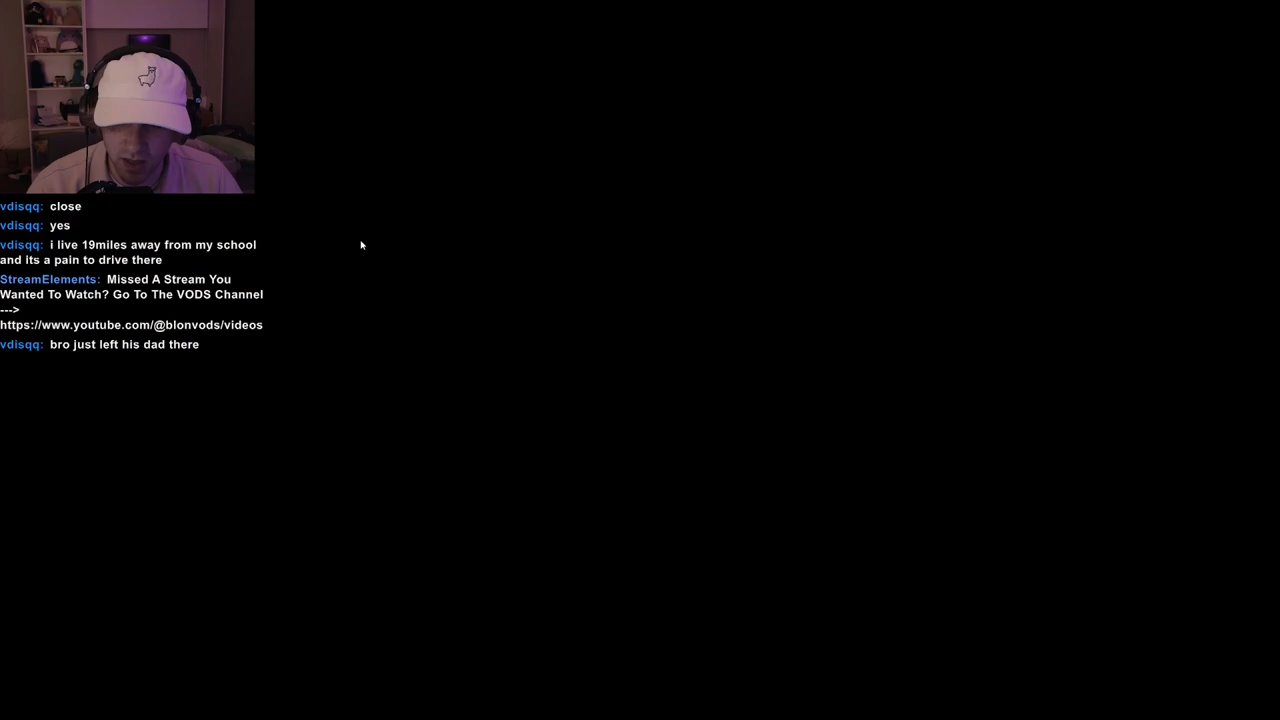 vdisqq: close
vdisqq: yes
vdisqq: i live 19miles away from my school
and its a pain to drive there
StreamElements: Missed A Stream You
Wanted To Watch? Go To The VODS Channel
--->
https://www.youtube.com/@blonvods/videos
vdisqq: bro just left his dad there